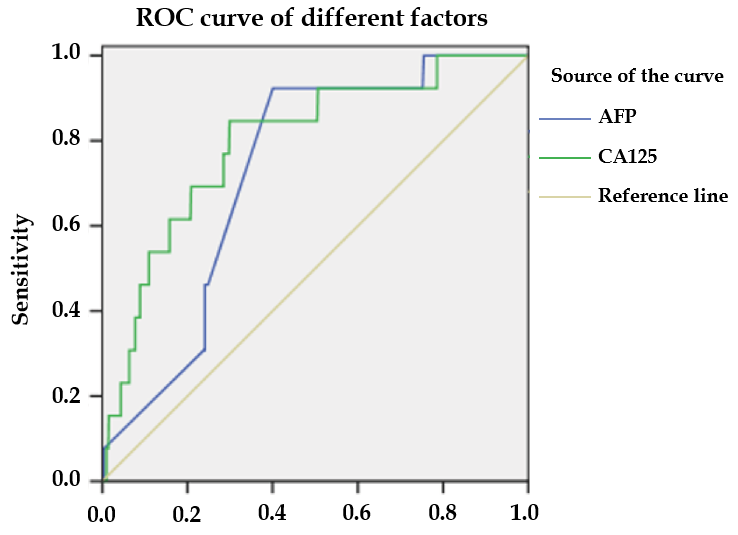 ROC curve of different factors
1.0
0.8
0.6
0.4
0.2
0.0
Sensitivity
0.0 0.2 0.4 0.6 0.8 1.0
Source of the curve
AFP
CA125
Reference line